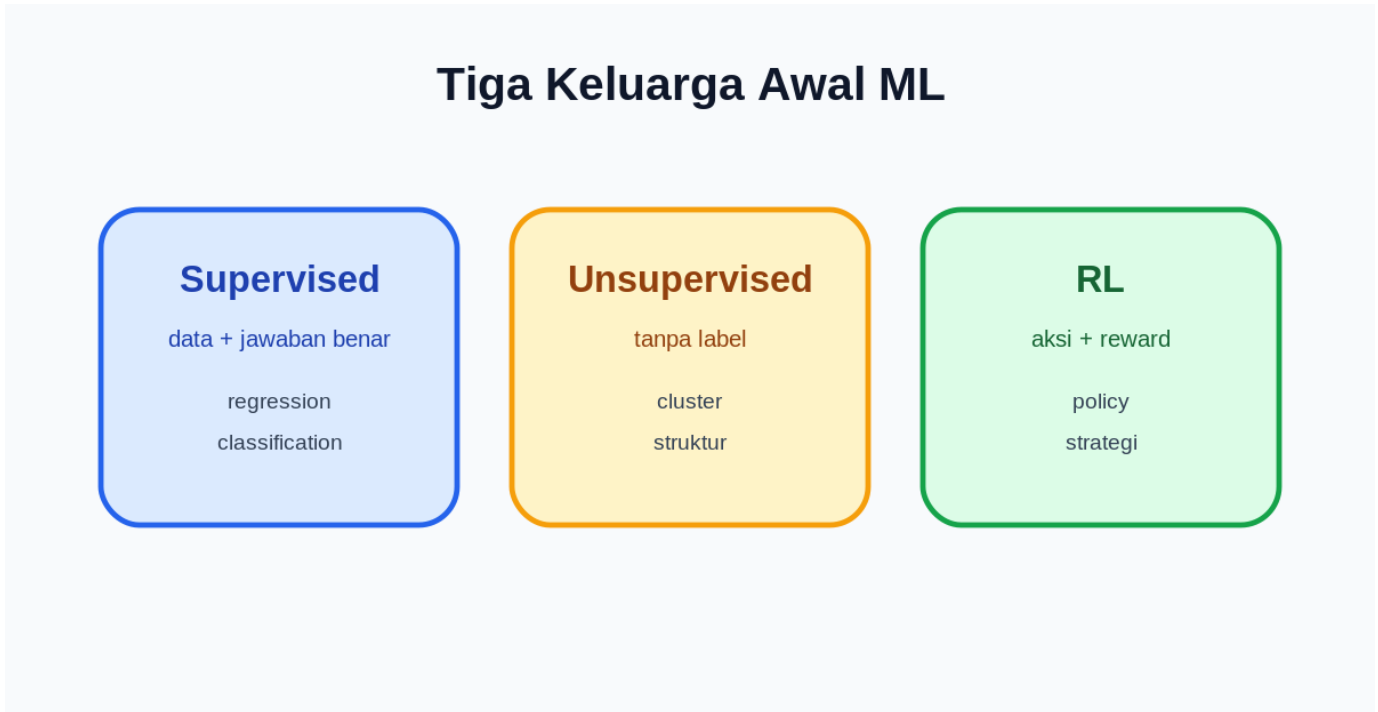 Tiga Keluarga Awal ML
Supervised
data + jawaban benar
regression
classification
Unsupervised
tanpa label
cluster
struktur
RL
aksi + reward
policy
strategi